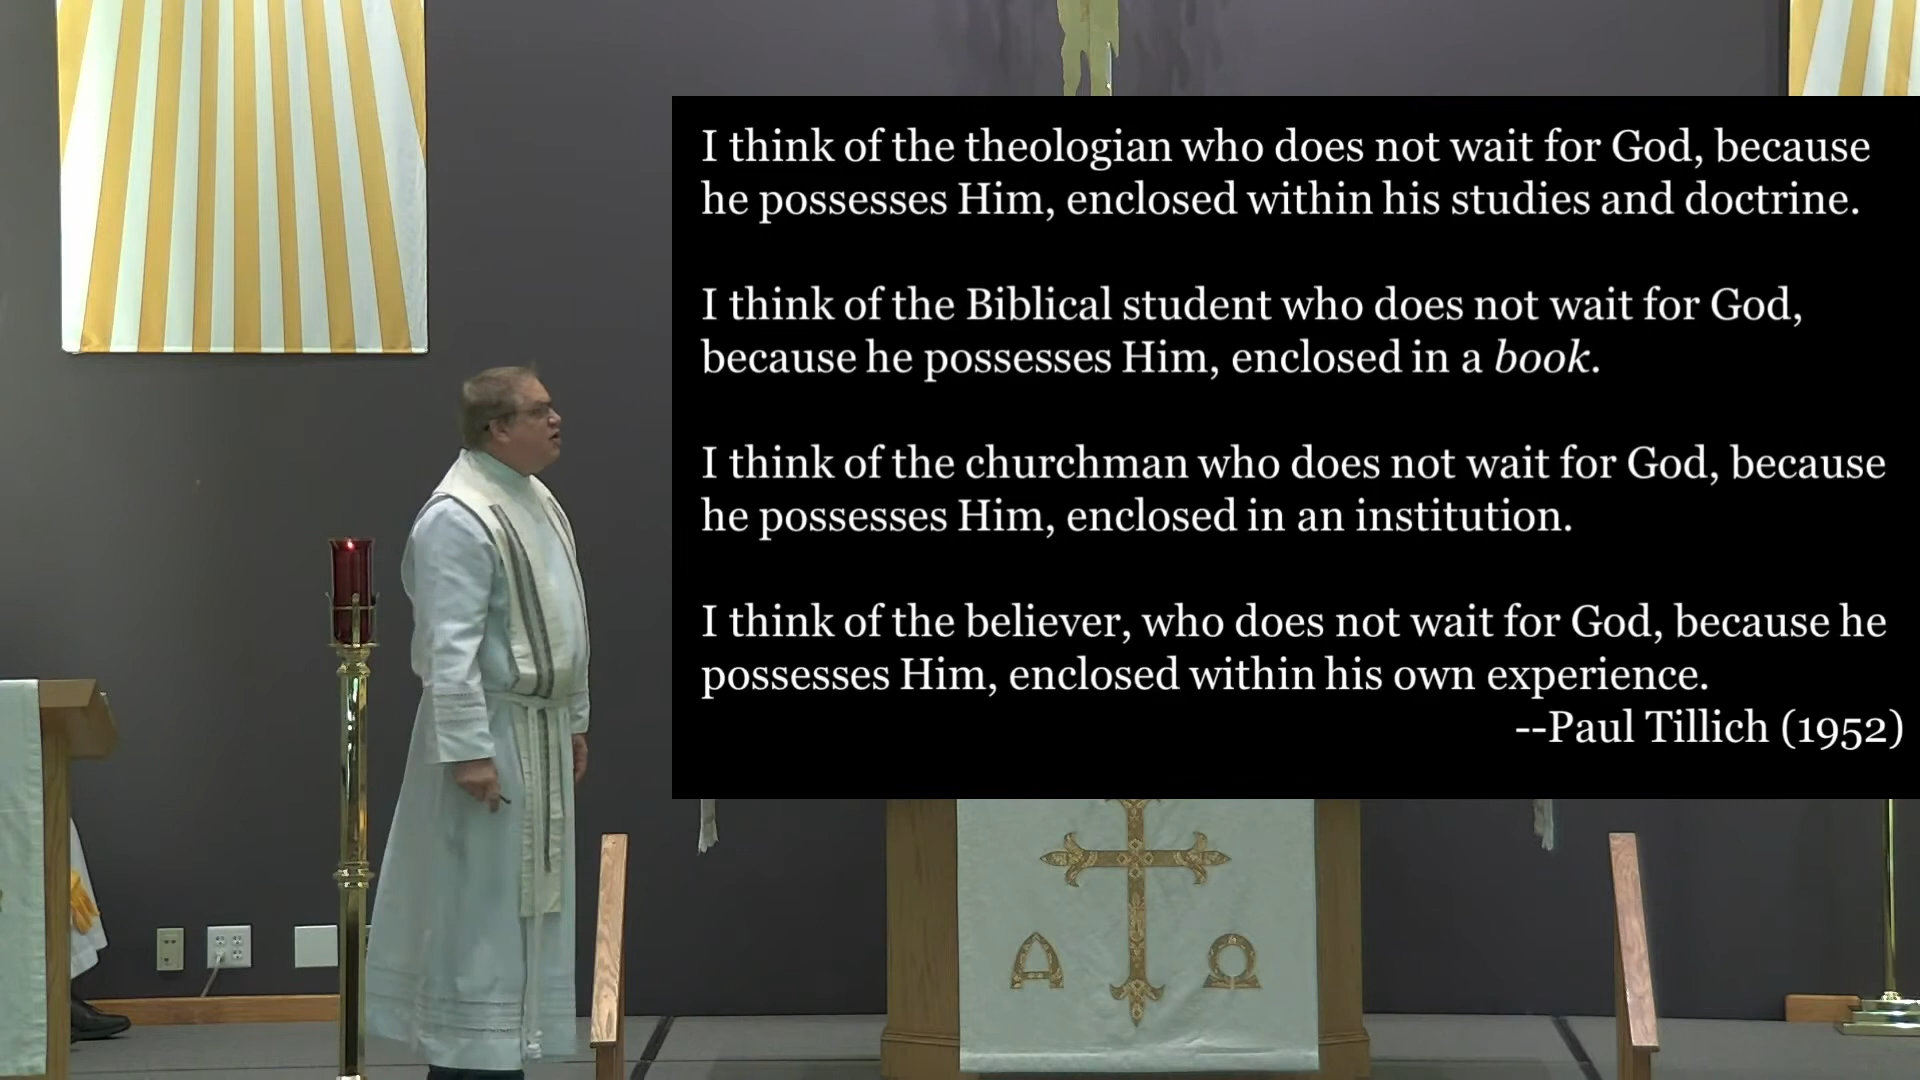 I think of the theologian who does not wait for God, because
he possesses Him, enclosed within his studies and doctrine.
I think of the Biblical student who does not wait for God,
because he possesses Him, enclosed in a book.
I think of the churchman who does not wait for God, because
he possesses Him, enclosed in an institution.
I think of the believer, who does not wait for God, because he
possesses Him, enclosed within his own experience.
--Paul Tillich (1952)
Α Ω